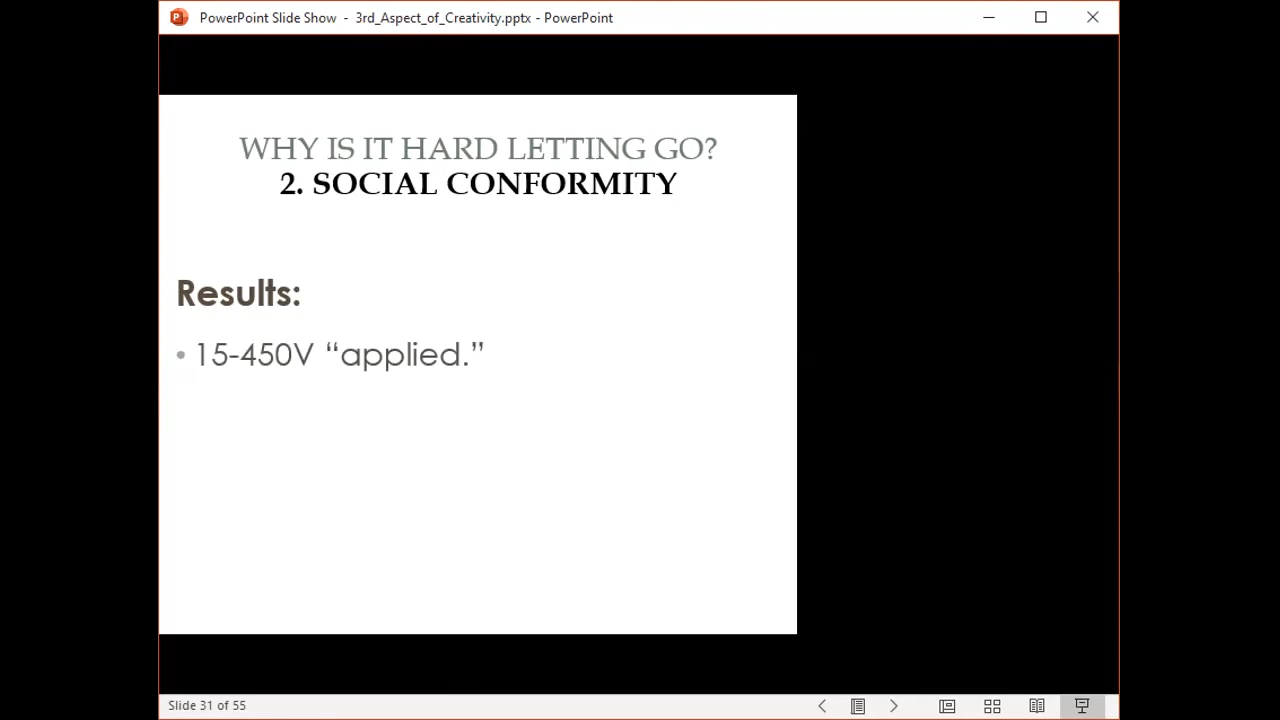 PowerPoint Slide Show - 3rd_Aspect_of_Creativity.pptx - PowerPoint
WHY IS IT HARD LETTING GO?
2. SOCIAL CONFORMITY
Results:
• 15-450V “applied.”
Slide 31 of 55